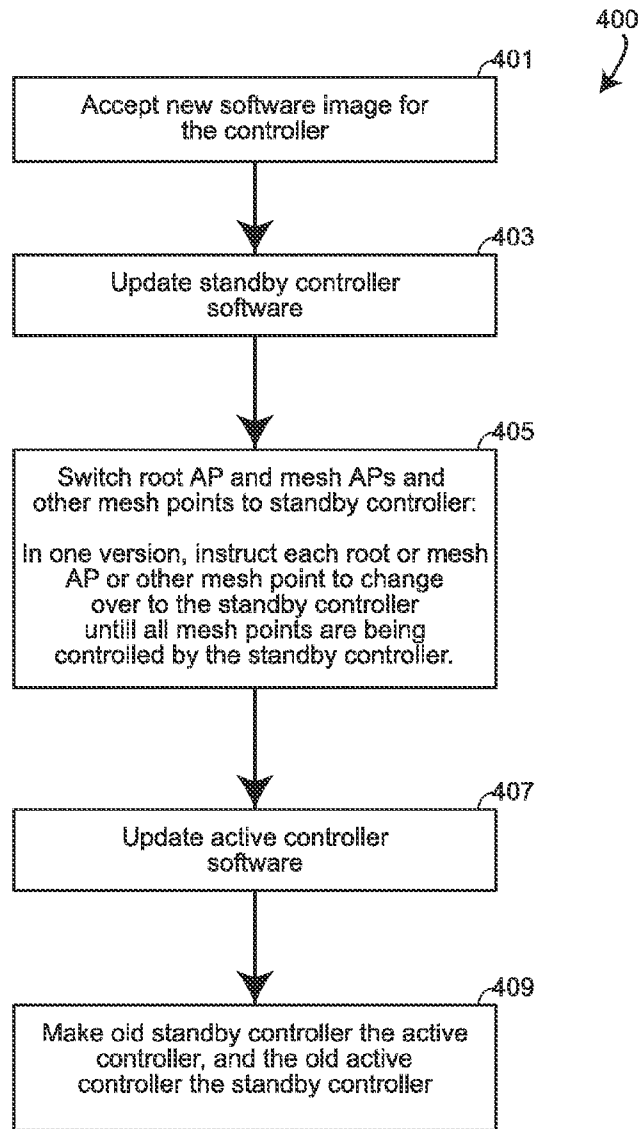 400
401
Accept new software image for
the controller
403
Update standby controller
software
405
Switch root AP and mesh APs and
other mesh points to standby controller:
In one version, instruct each root or mesh
AP or other mesh point to change
over to the standby controller
untiil all mesh points are being
controlled by the standby controller.
407
Update active controller
software
409
Make old standby controller the active
controller, and the old active
controller the standby controller